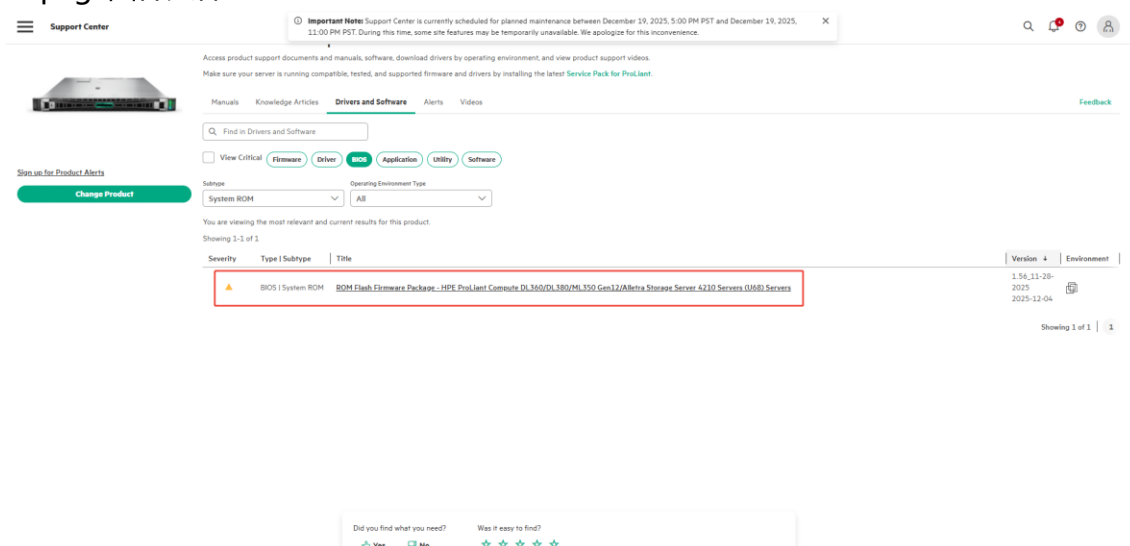 Support Center
Important Note: Support Center is currently scheduled for planned maintenance between December 19, 2025, 5:00 PM PST and December 19, 2025,
11:00 PM PST. During this time, some site features may be temporarily unavailable. We apologize for this inconvenience.
Access product support documents and manuals, software, download drivers by operating environment, and view product support videos.
Make sure your server is running compatible, tested, and supported firmware and drivers by installing the latest Service Pack for ProLiant.
Manuals Knowledge Articles Drivers and Software Alerts Videos Feedback
Find in Drivers and Software
View Critical Firmware Driver BIOS Application Utility Software
Sign up for Product Alerts
Change Product
Subtype Operating Environment Type
System ROM All
You are viewing the most relevant and current results for this product.
Showing 1-1 of 1
Severity Type | Subtype Title Version Environment
BIOS | System ROM ROM Flash Firmware Package - HPE ProLiant Compute DL360/DL380/ML350 Gen12/Alletra Storage Server 4210 Servers (U68) Servers
1.56_11-28-
2025
2025-12-04
Showing 1 of 1 1
Did you find what you need? Was it easy to find?
Yes No